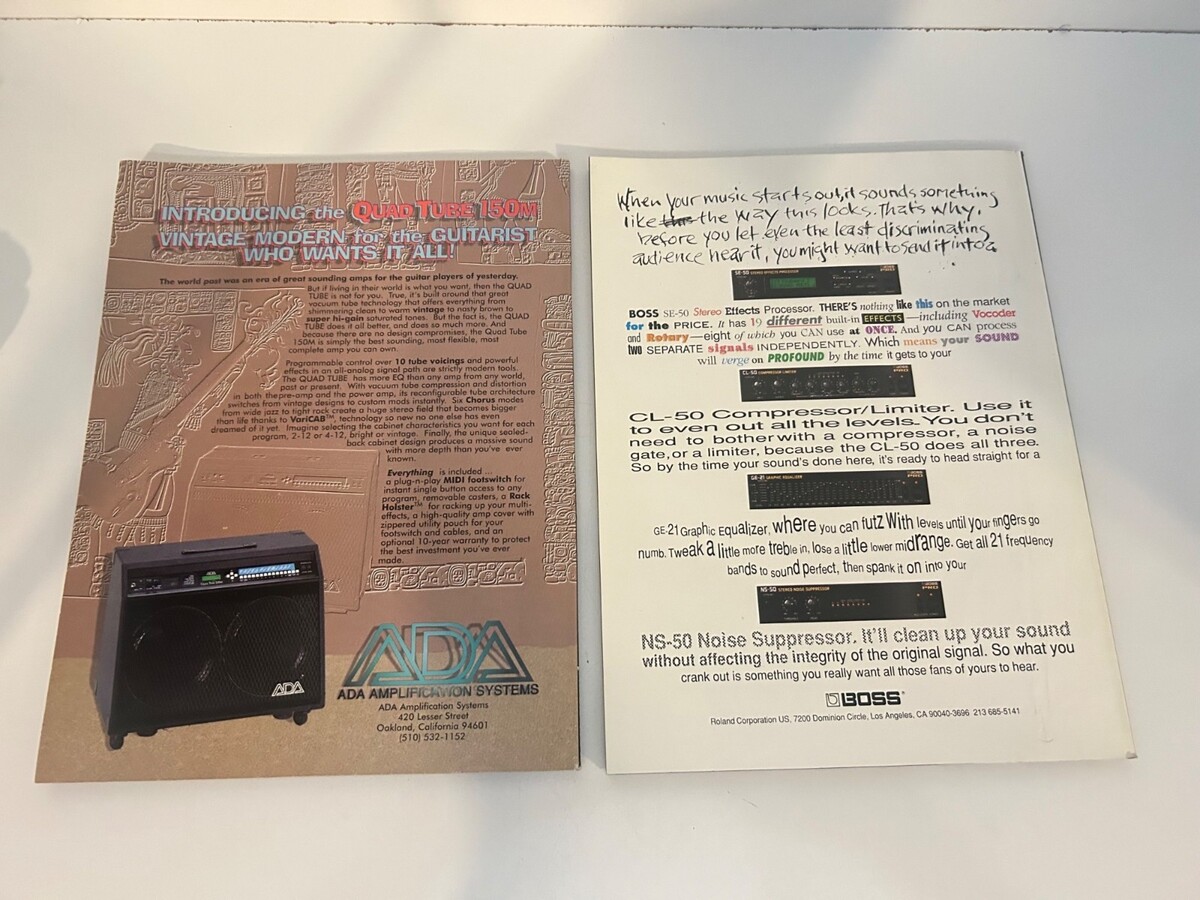 INTRODUCING the QUAD TUBE 150M
VINTAGE MODERN for the GUITARIST
WHO WANTS IT ALL!
The world past was an era of great sounding amps for the guitar players of yesterday.
But if living in their world is what you want, then the QUAD
TUBE is not for you. True, it's built around that great
vacuum tube technology that offers everything from
shimmering clean to warm vintage to nasty brown to
super hi-gain saturated tones. But the fact is, the QUAD
TUBE does it all better, and does so much more. And
because there are no design compromises, the Quad Tube
150M is simply the best sounding, most flexible, most
complete amp you can own.
Programmable control over 10 tube voicings and powerful
effects in an all-analog signal path are strictly modern tools.
The QUAD TUBE has more EQ than any amp from any world,
past or present. With vacuum tube compression and distortion
in both the pre-amp and the power amp, its reconfigurable tube architecture
switches from vintage designs to custom mods instantly. Six Chorus modes
from wide jazz to tight rock create a huge stereo field that becomes bigger
than life thanks to VariCAB™, technology so new no one else has even
dreamed of it yet. Imagine selecting the cabinet characteristics you want for each
program, 2-12 or 4-12, bright or vintage. Finally, the unique sealed-
back cabinet design produces a massive sound
with more depth than you've ever
known.
Everything is included ...
a plug-n-play MIDI footswitch for
instant single button access to any
program, removable casters, a Rack
Holster™ for racking up your multi-
effects, a high-quality amp cover with
zippered utility pouch for your
footswitch and cables, and an
optional 10-year warranty to protect
the best investment you've ever
made.
ADA
ADA
ADA AMPLIFICATION SYSTEMS
ADA Amplification Systems
420 Lesser Street
Oakland, California 94601
(510) 532-1152
When your music starts out, it sounds something
like this the way this looks. That's why,
before you let even the least discriminating
audience hear it, you might want to send it into a
SE-50 STEREO EFFECTS PROCESSOR
BOSS SE-50 Stereo Effects Processor. THERE'S nothing like this on the market
for the PRICE. It has 19 different built-in EFFECTS—including Vocoder
and Rotary—eight of which you CAN use at ONCE. And you CAN process
two SEPARATE signals INDEPENDENTLY. Which means your SOUND
will verge on PROFOUND by the time it gets to your
CL-50 COMPRESSOR/LIMITER
CL-50 Compressor/Limiter. Use it
to even out all the levels. You don't
need to bother with a compressor, a noise
gate, or a limiter, because the CL-50 does all three.
So by the time your sound's done here, it's ready to head straight for a
GE-21 GRAPHIC EQUALIZER
GE-21 Graphic Equalizer, where you can futz with levels until your fingers go
numb. Tweak a little more treble in, lose a little lower midrange. Get all 21 frequency
bands to sound perfect, then spank it on into your
NS-50 STEREO NOISE SUPPRESSOR
NS-50 Noise Suppressor. It'll clean up your sound
without affecting the integrity of the original signal. So what you
crank out is something you really want all those fans of yours to hear.
BOSS
Roland Corporation US, 7200 Dominion Circle, Los Angeles, CA 90040-3696 213 685-5141